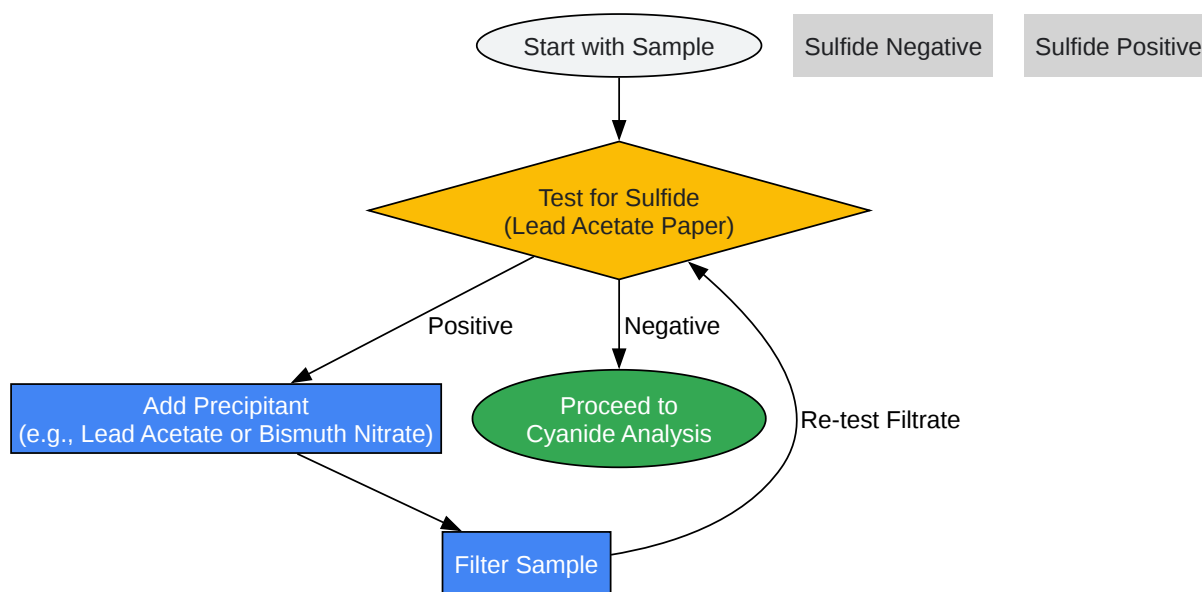 Start with Sample
Sulfide Negative
Sulfide Positive
Test for Sulfide
(Lead Acetate Paper)
Positive
Negative
Add Precipitant
(e.g., Lead Acetate or Bismuth Nitrate)
Proceed to
Cyanide Analysis
Re-test Filtrate
Filter Sample